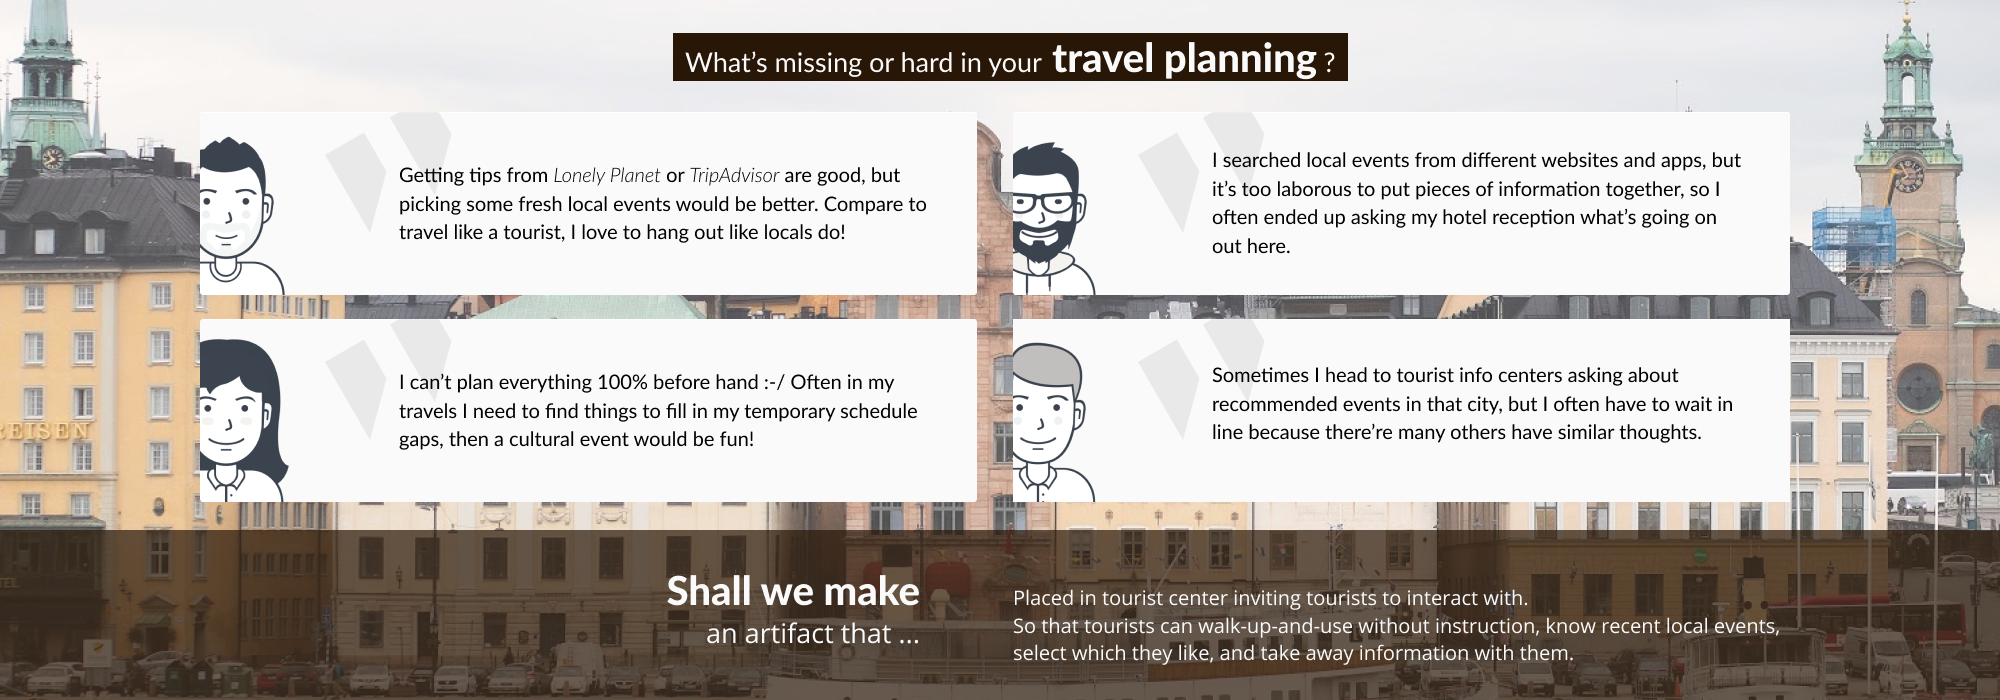 What's missing or hard in your travel planning ?
Getting tips from Lonely Planet or TripAdvisor are good, but
picking some fresh local events would be better. Compare to
travel like a tourist, I love to hang out like locals do!
I searched local events from different websites and apps, but
it's too laborous to put pieces of information together, so I
often ended up asking my hotel reception what's going on
out here.
I can't plan everything 100% before hand :-/ Often in my
travels I need to find things to fill in my temporary schedule
gaps, then a cultural event would be fun!
Sometimes I head to tourist info centers asking about
recommended events in that city, but I often have to wait in
line because there're many others have similar thoughts.
REISEN
Shall we make
an artifact that ...
Placed in tourist center inviting tourists to interact with.
So that tourists can walk-up-and-use without instruction, know recent local events,
select which they like, and take away information with them.